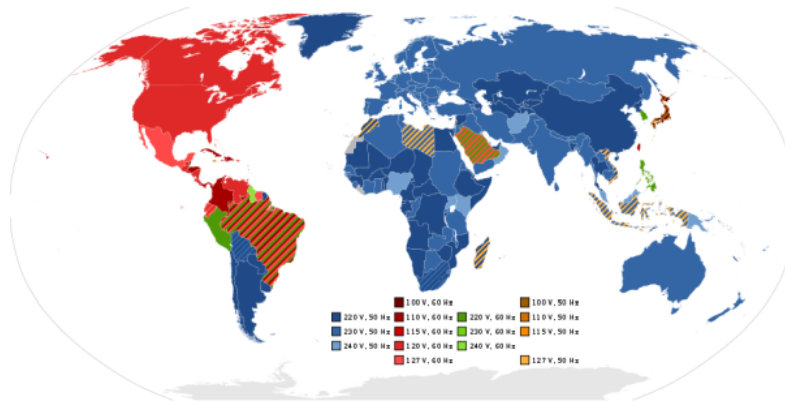 100 V, 60 Hz 100 V, 50 Hz
220 V, 50 Hz 110 V, 60 Hz 220 V, 60 Hz 110 V, 50 Hz
230 V, 50 Hz 115 V, 60 Hz 230 V, 60 Hz 115 V, 50 Hz
240 V, 50 Hz 120 V, 60 Hz 240 V, 60 Hz
127 V, 60 Hz 127 V, 50 Hz